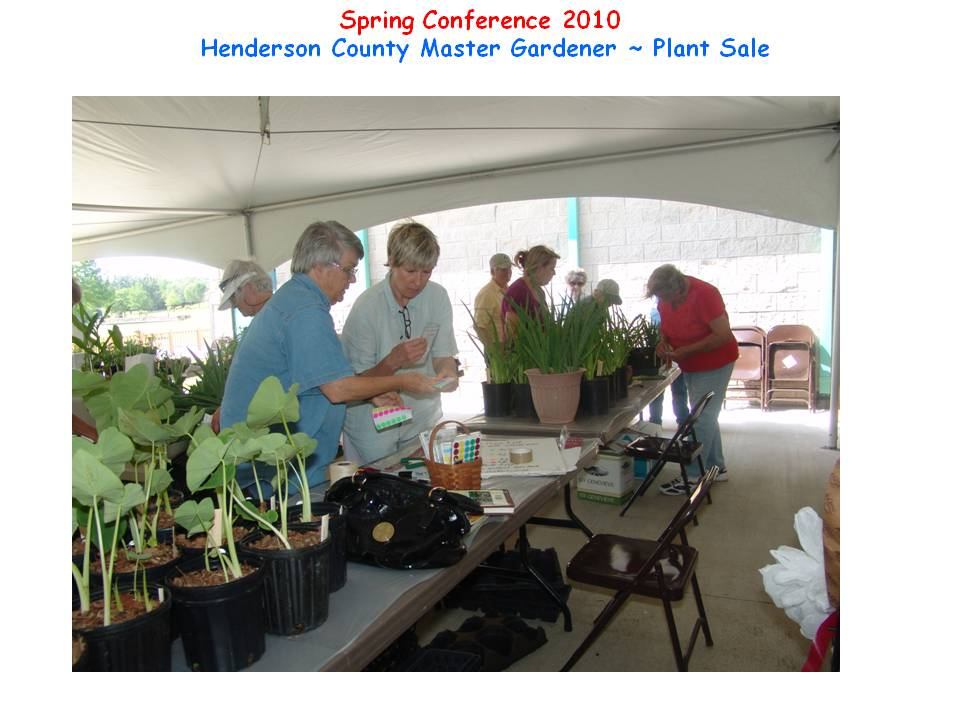 Spring Conference 2010
Henderson County Master Gardener ~ Plant Sale